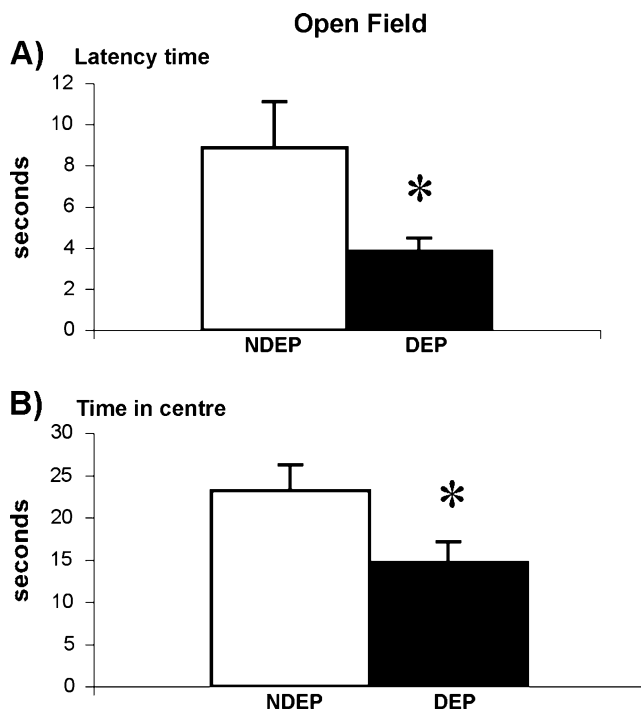 Open Field
A) Latency time
seconds
12
10
8
6
4
2
0
*
NDEP DEP
B) Time in centre
seconds
30
25
20
15
10
5
0
*
NDEP DEP